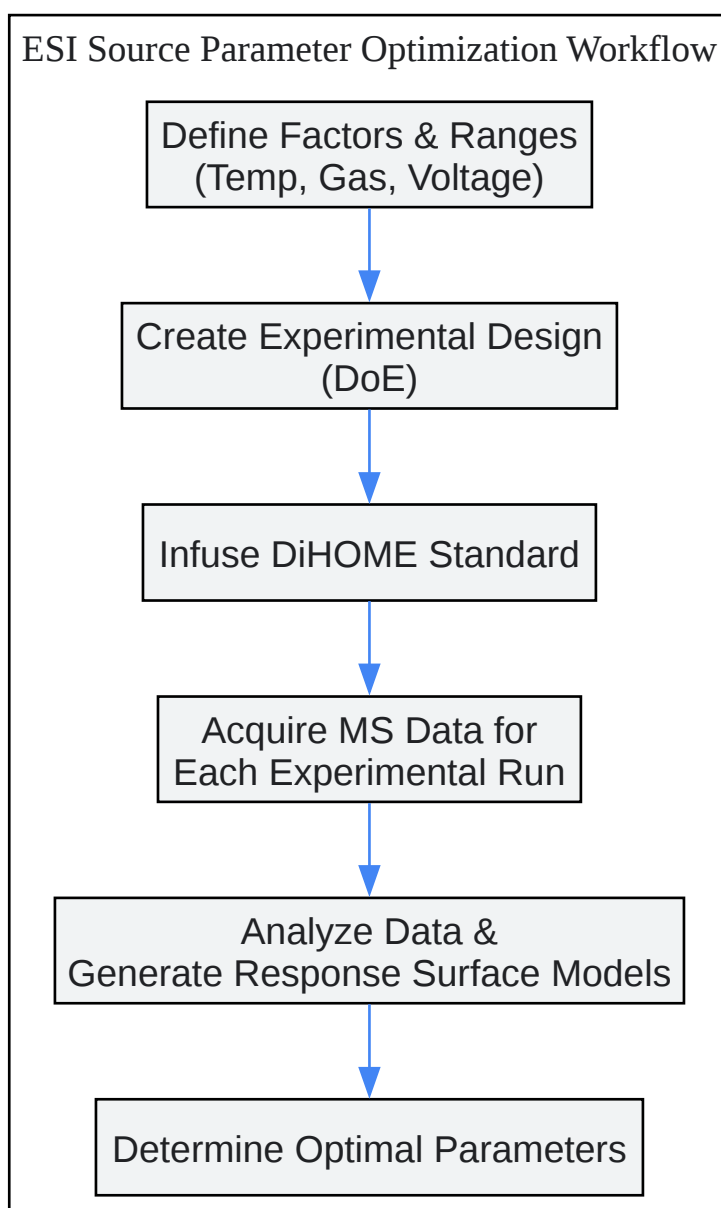 ESI Source Parameter Optimization Workflow
Define Factors & Ranges
(Temp, Gas, Voltage)
Create Experimental Design
(DoE)
Infuse DiHOME Standard
Acquire MS Data for
Each Experimental Run
Analyze Data &
Generate Response Surface Models
Determine Optimal Parameters